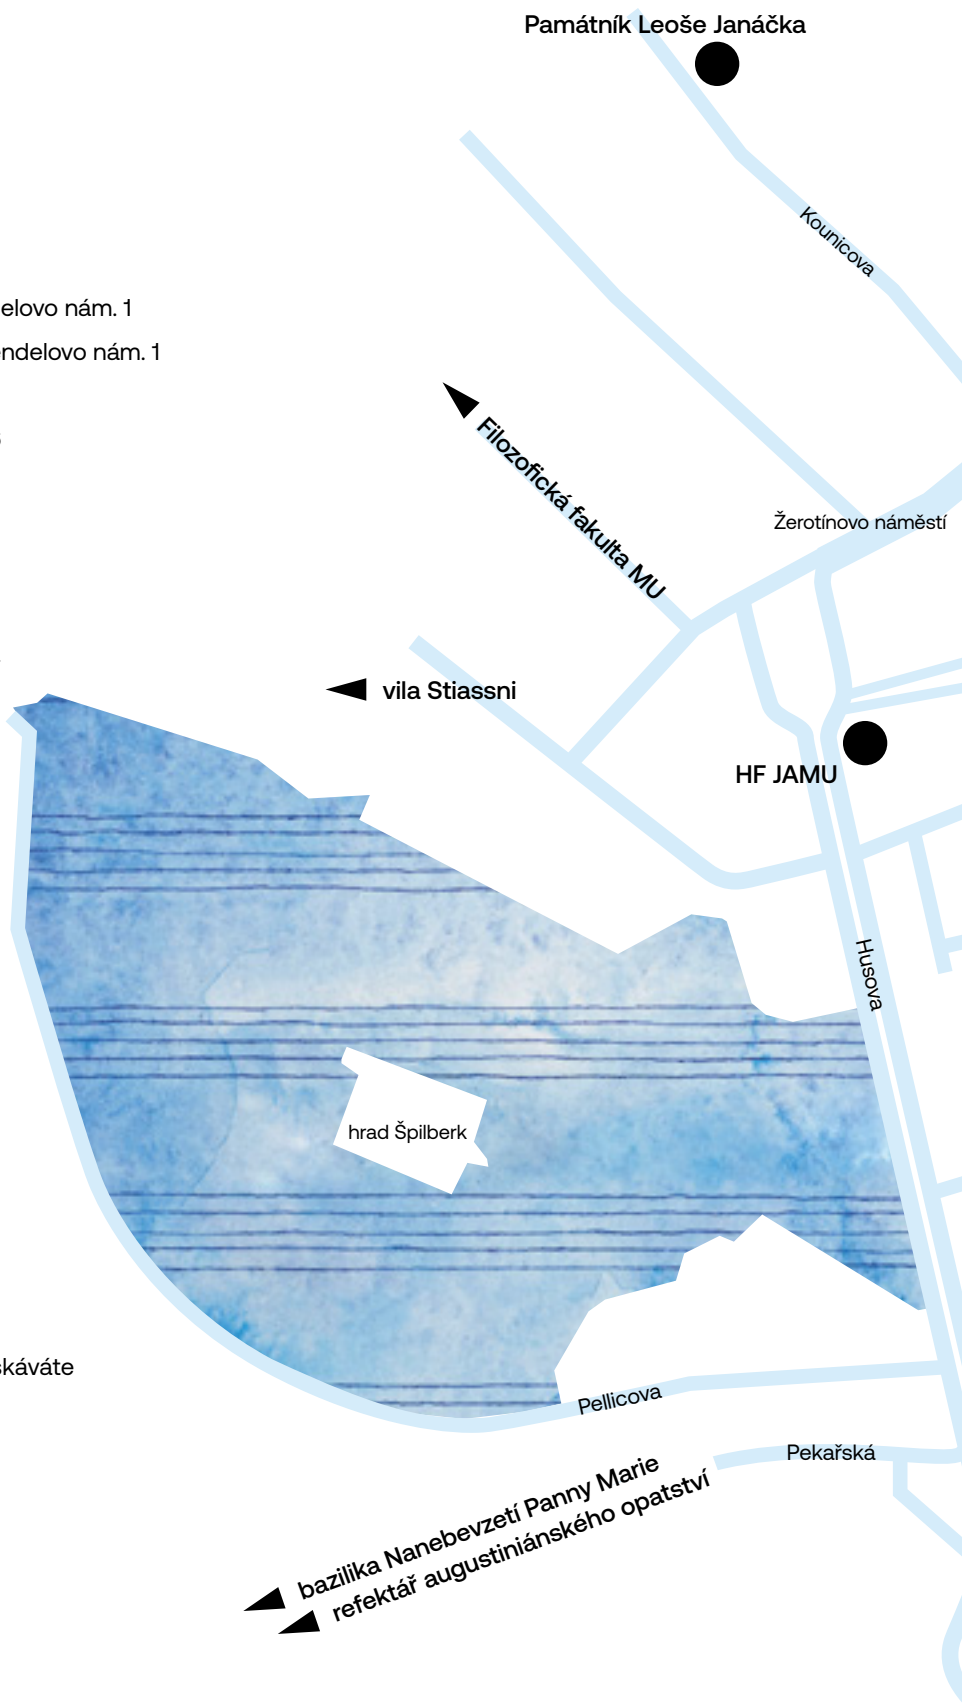 Památník Leoše Janáčka
Kounicova
elovo nám. 1
ndelovo nám. 1
Filozofická fakulta MU
Žerotínovo náměstí
vila Stiassni
HF JAMU
Husova
hrad Špilberk
skáváte
Pellicova
Pekařská
bazilika Nanebevzetí Panny Marie
refektář augustiniánského opatství